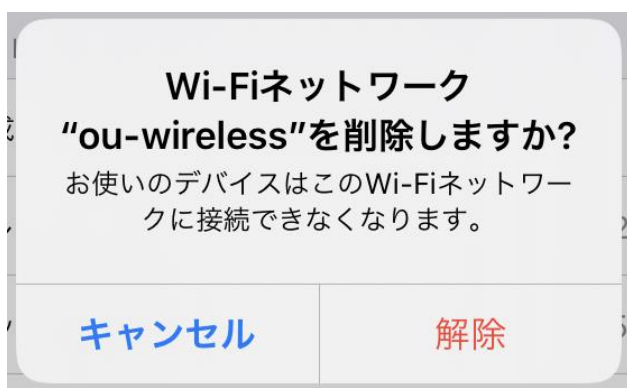 Wi-Fiネットワーク
“ou-wireless”を削除しますか?
お使いのデバイスはこのWi-Fiネットワー
クに接続できなくなります。
キャンセル
解除